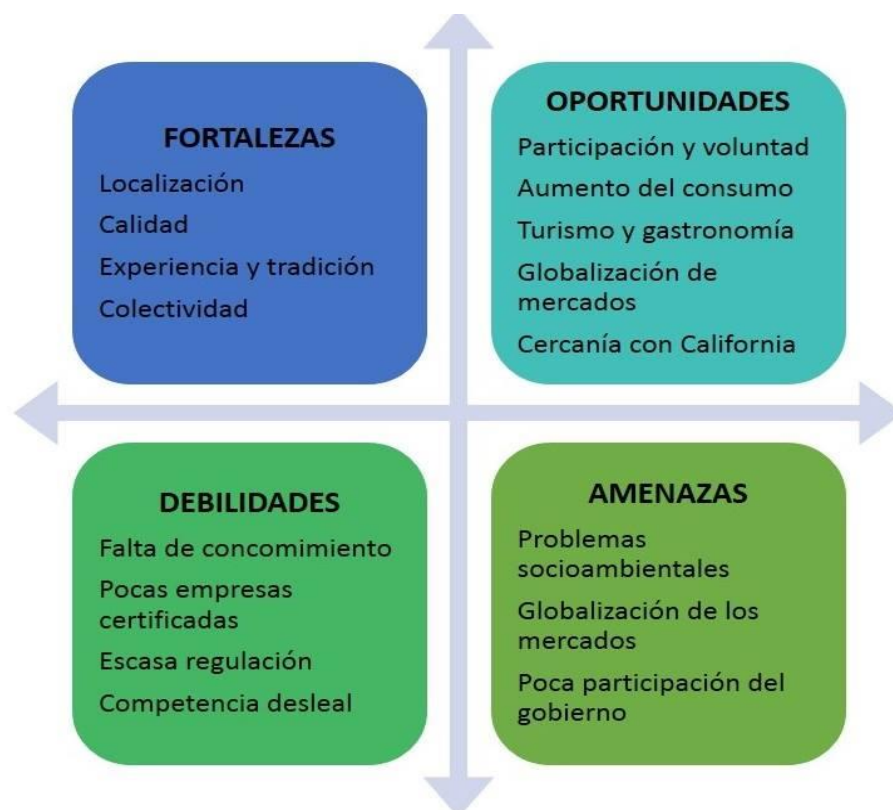 FORTALEZAS
Localización
Calidad
Experiencia y tradición
Colectividad
OPORTUNIDADES
Participación y voluntad
Aumento del consumo
Turismo y gastronomía
Globalización de
mercados
Cercanía con California
DEBILIDADES
Falta de concomimiento
Pocas empresas
certificadas
Escasa regulación
Competencia desleal
AMENAZAS
Problemas
socioambientales
Globalización de los
mercados
Poca participación del
gobierno